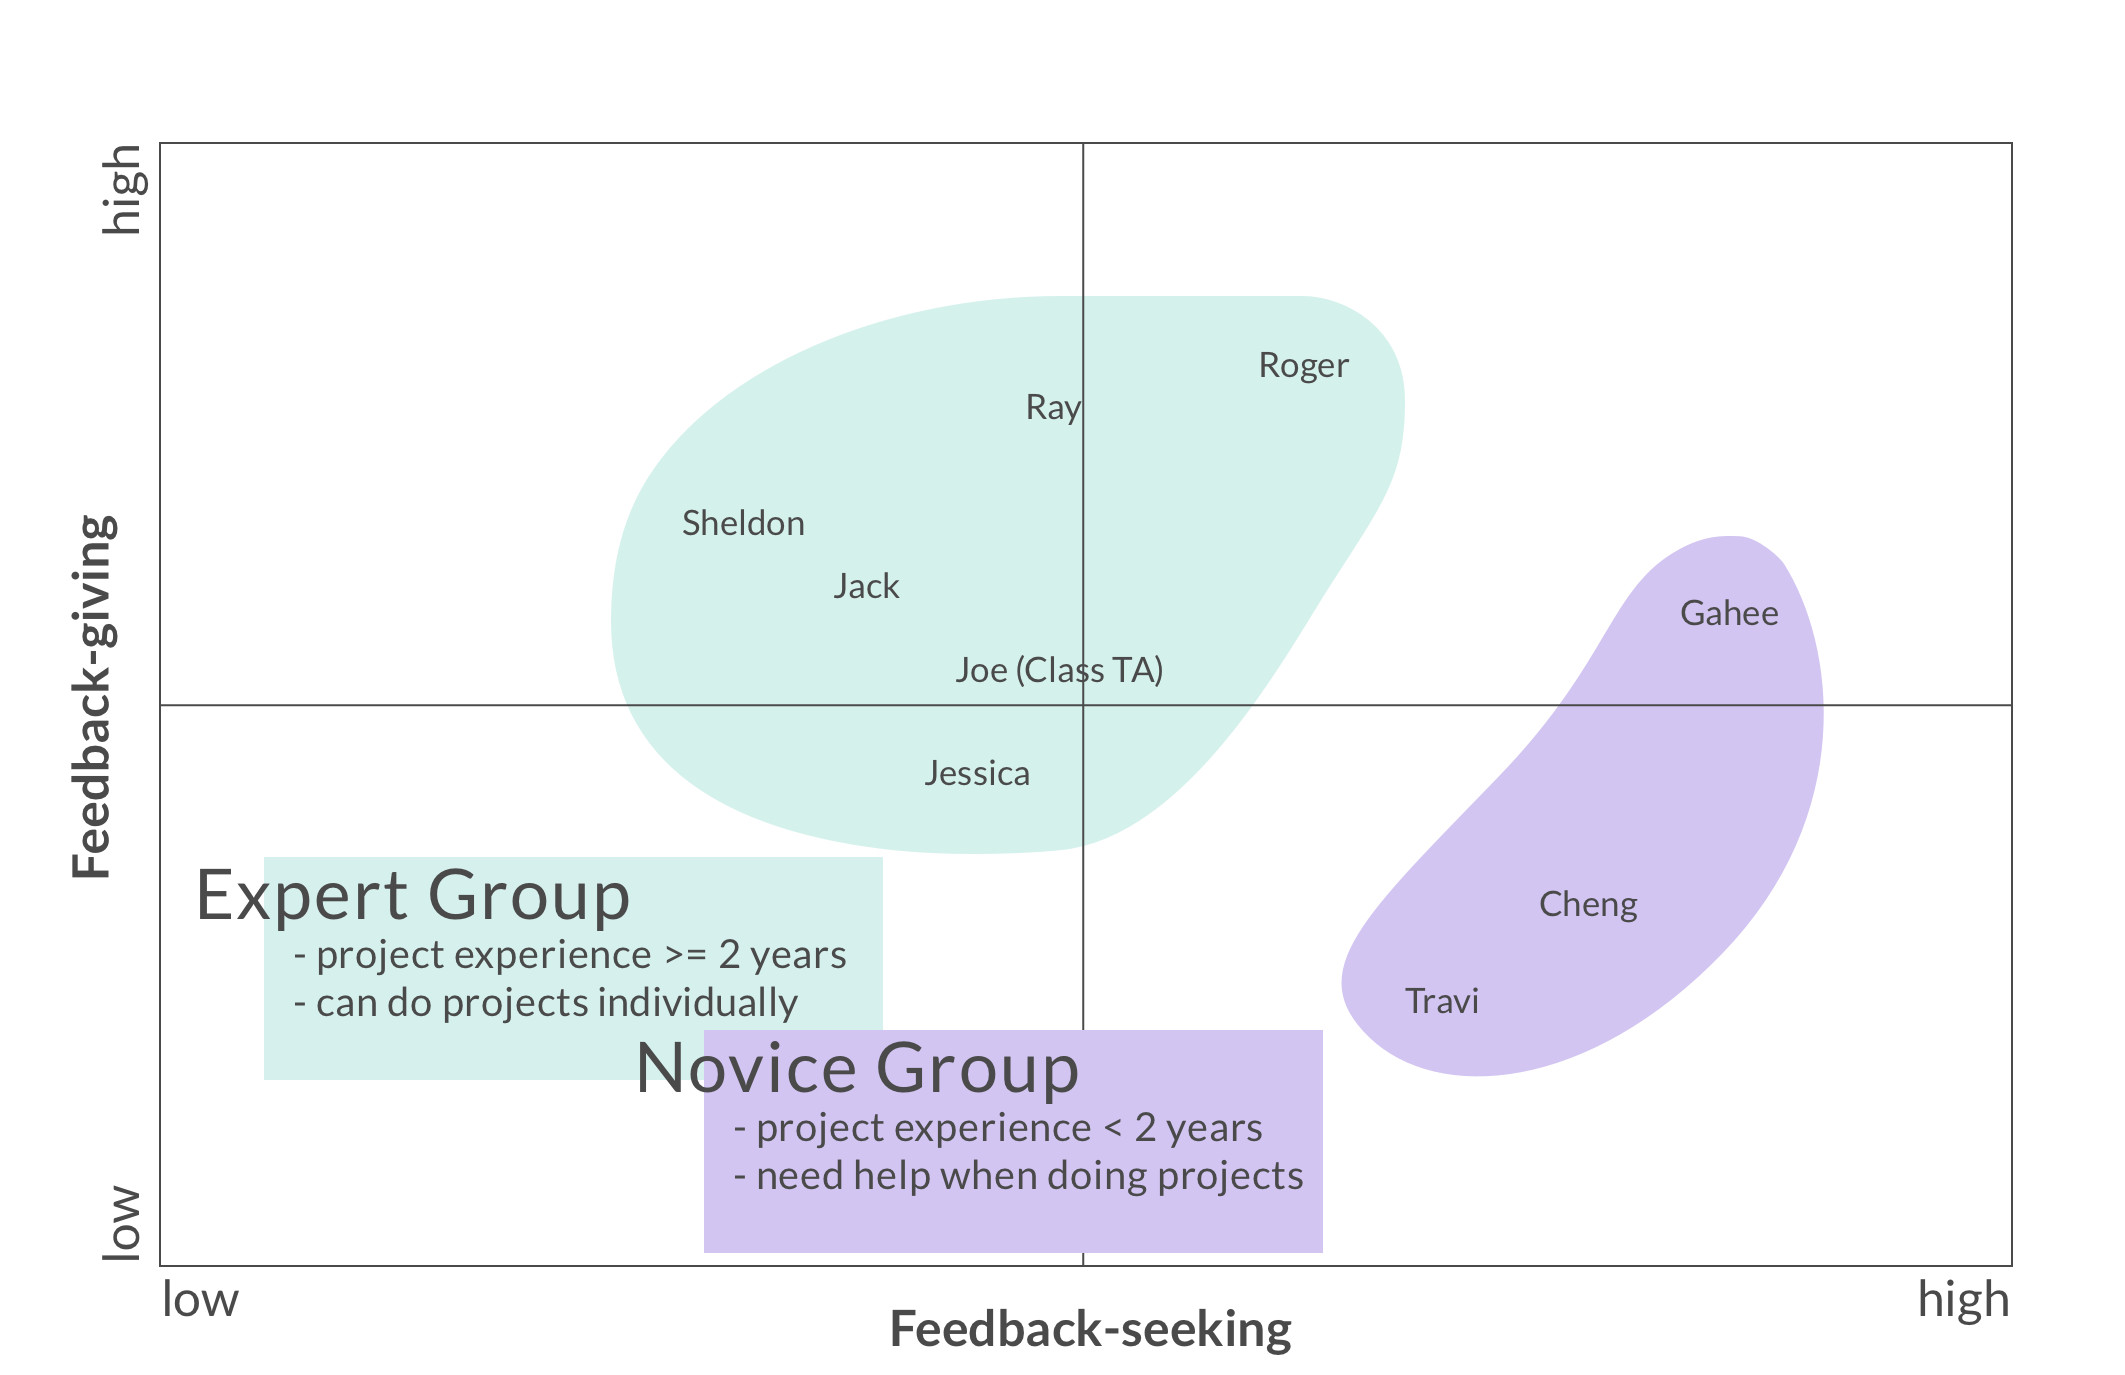 high
Roger
Ray
Sheldon
Jack
Gahee
Joe (Class TA)
Feedback-giving
Jessica
Expert Group
- project experience >= 2 years
- can do projects individually
Cheng
Travi
Novice Group
- project experience < 2 years
- need help when doing projects
low
low
high
Feedback-seeking